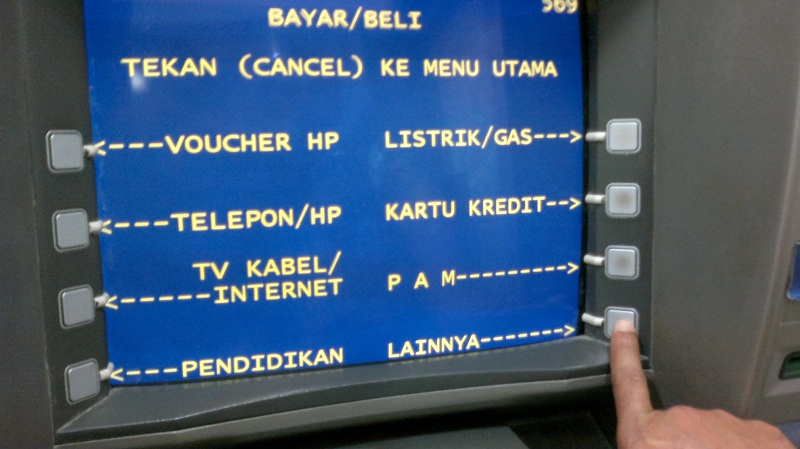 569
BAYAR/BELI
TEKAN (CANCEL) KE MENU UTAMA
<---VOUCHER HP LISTRIK/GAS--->
<---TELEPON/HP KARTU KREDIT-->
TV KABEL/
<-----INTERNET P A M--------->
<---PENDIDIKAN LAINNYA------->